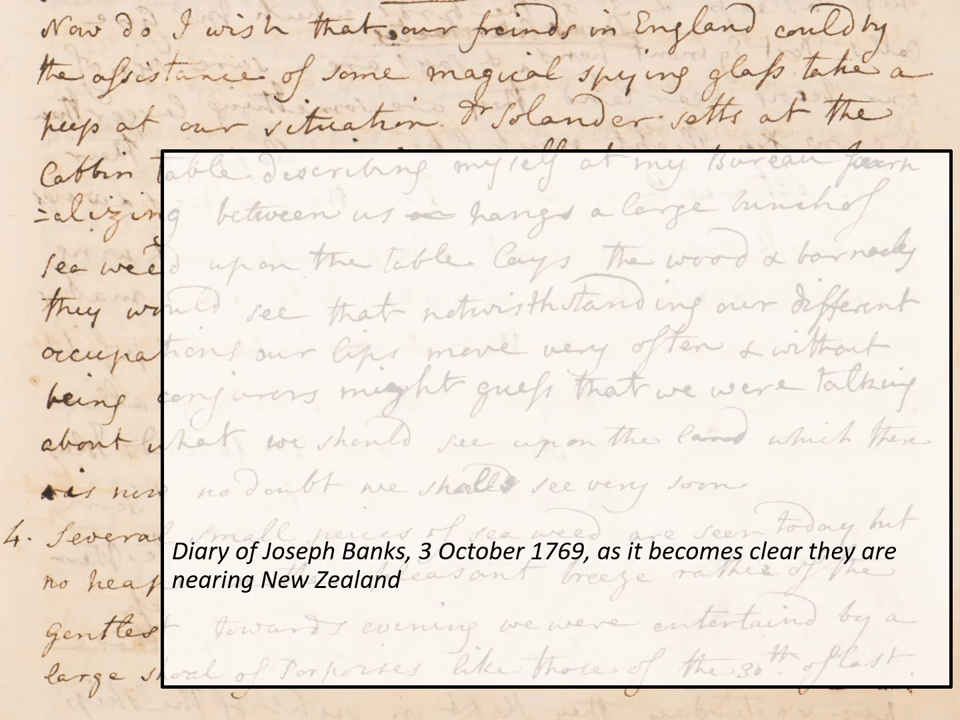 Now do I wish that our freinds in England could by
the assistance of some magical spying glass take a
peep at our situation. Dr Solander setts at the
Cabbin table describing myself at my Bureau Journ
=alizing between us hangs a large bunch of
sea weed upon the table lays the wood & barnacles
they would see that notwisthstanding our different
occupations our lips move very often & without
being conjurors might guess that we were talking
about what we should see upon the land which there
is now no doubt we shall see very soon
4. Several small peices of sea weed are seen today but
no heaps the pleasant breeze rather of the
Gentlest towards evening we were entertaind by a
large shoal of Porpoises like those of the 30th of last
Diary of Joseph Banks, 3 October 1769, as it becomes clear they are
nearing New Zealand